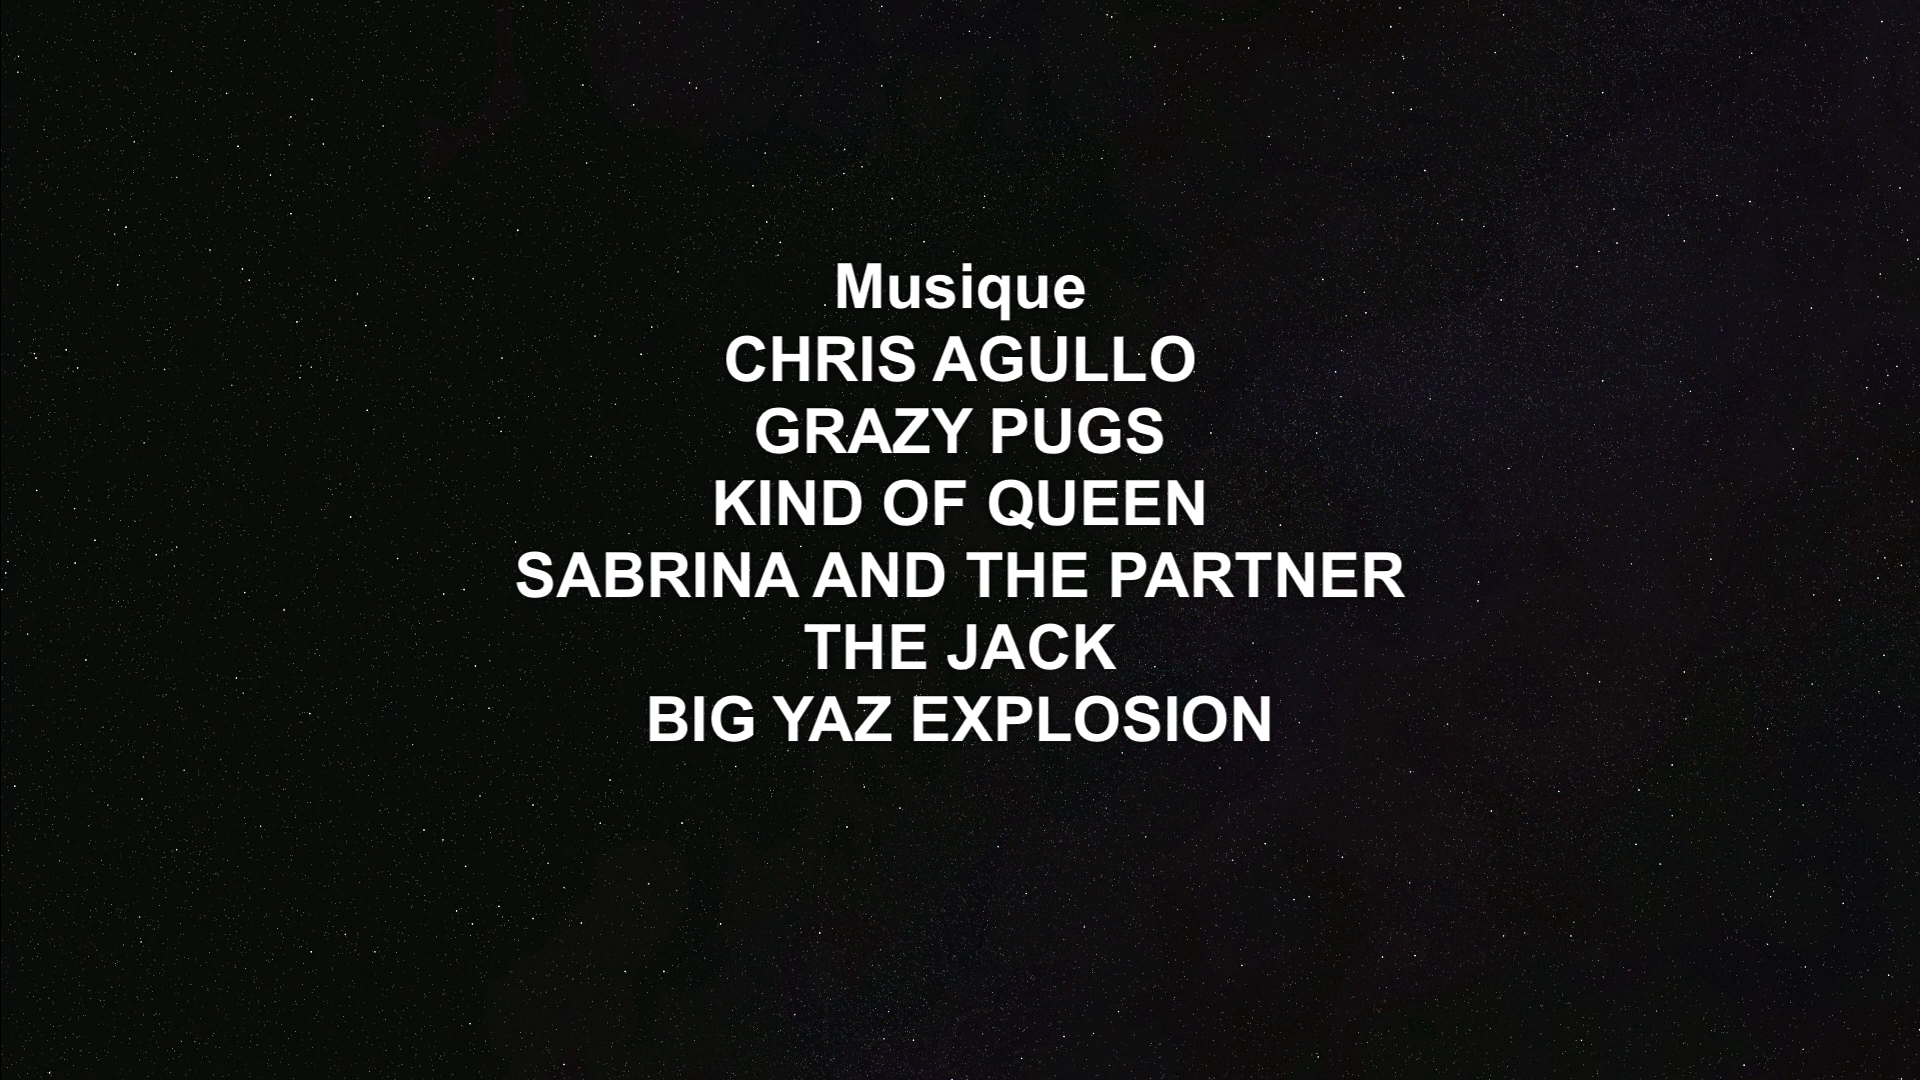 Musique
CHRIS AGULLO
GRAZY PUGS
KIND OF QUEEN
SABRINA AND THE PARTNER
THE JACK
BIG YAZ EXPLOSION